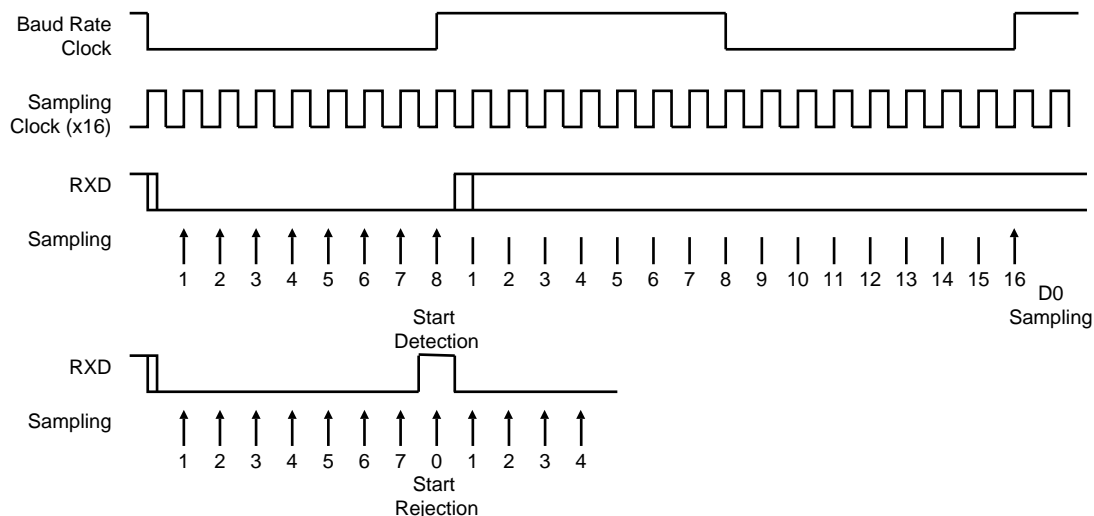 Baud Rate
Clock
Sampling
Clock (x16)
RXD
Sampling
1 2 3 4 5 6 7 8 1 2 3 4 5 6 7 8 9 10 11 12 13 14 15 16
D0
Sampling
Start
Detection
RXD
Sampling
1 2 3 4 5 6 7 0 1 2 3 4
Start
Rejection